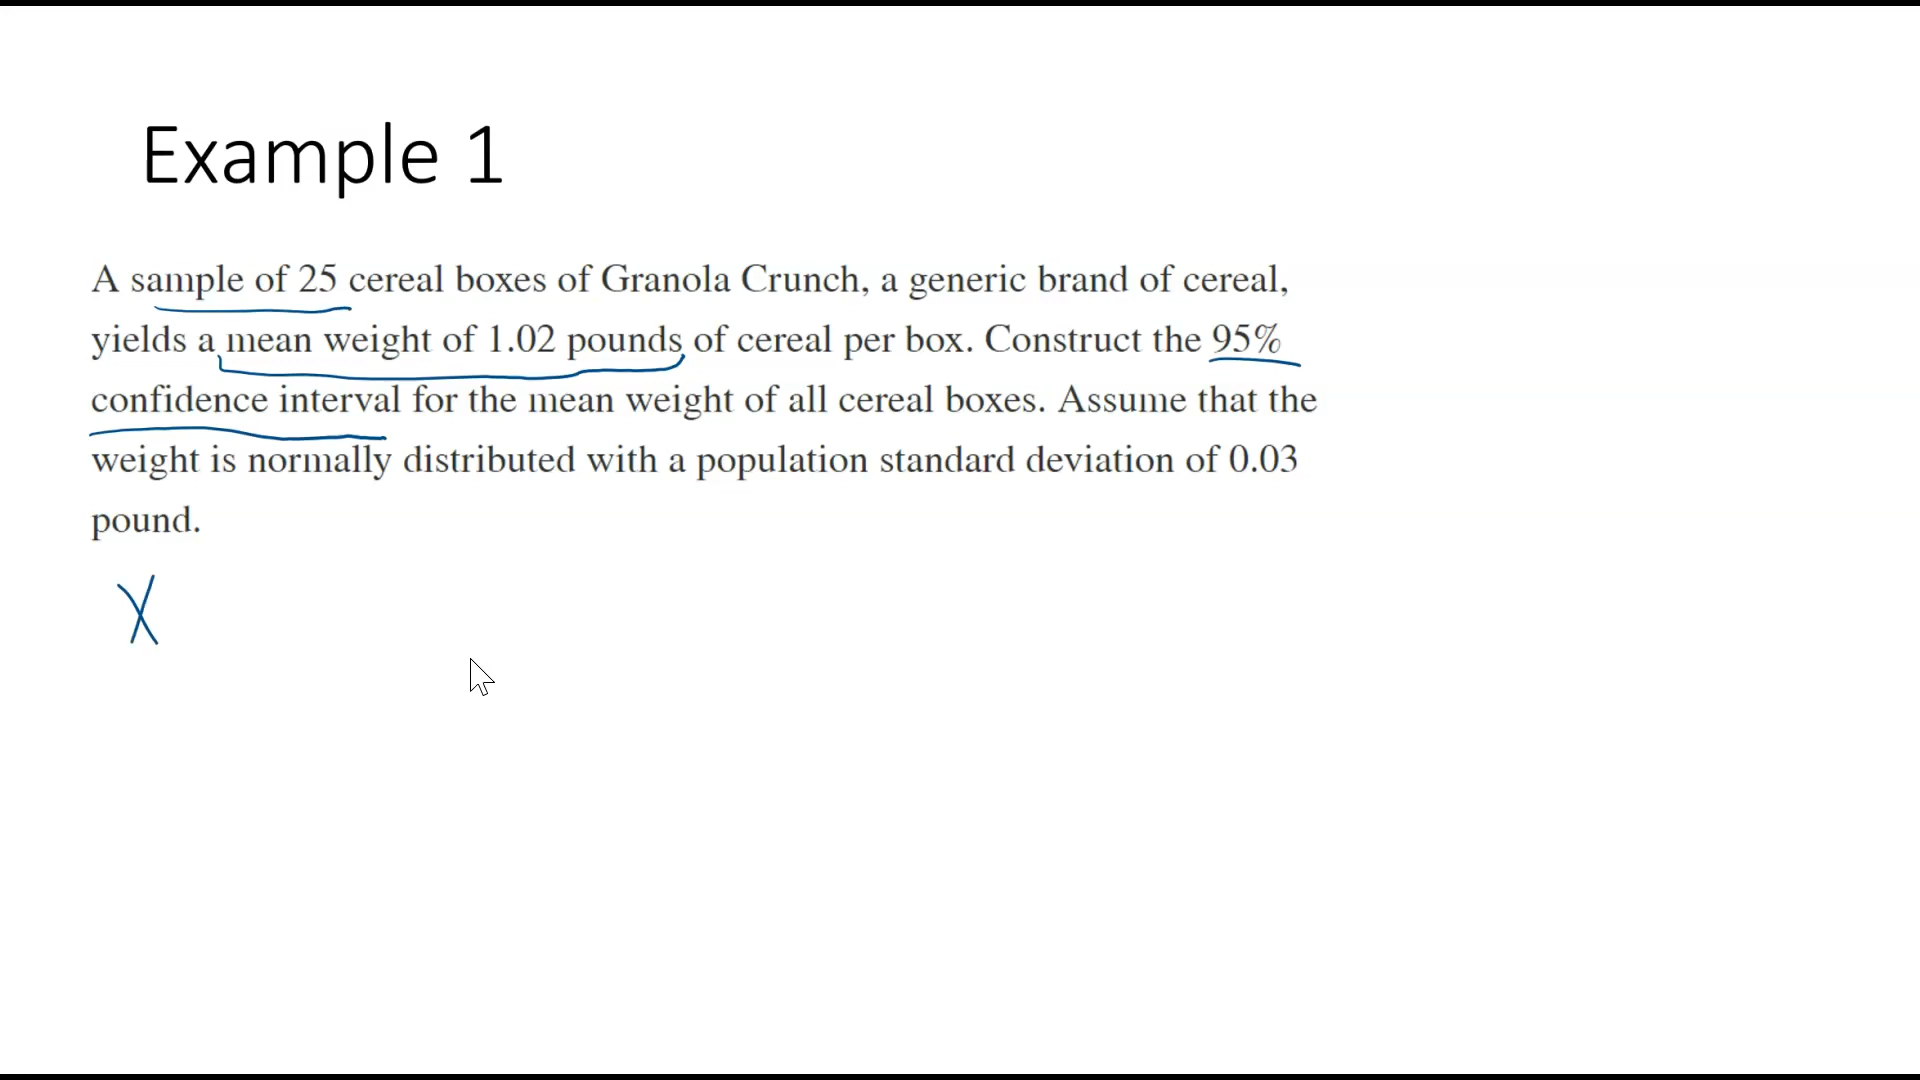 Example 1
A sample of 25 cereal boxes of Granola Crunch, a generic brand of cereal,
yields a mean weight of 1.02 pounds of cereal per box. Construct the 95%
confidence interval for the mean weight of all cereal boxes. Assume that the
weight is normally distributed with a population standard deviation of 0.03
pound.
X